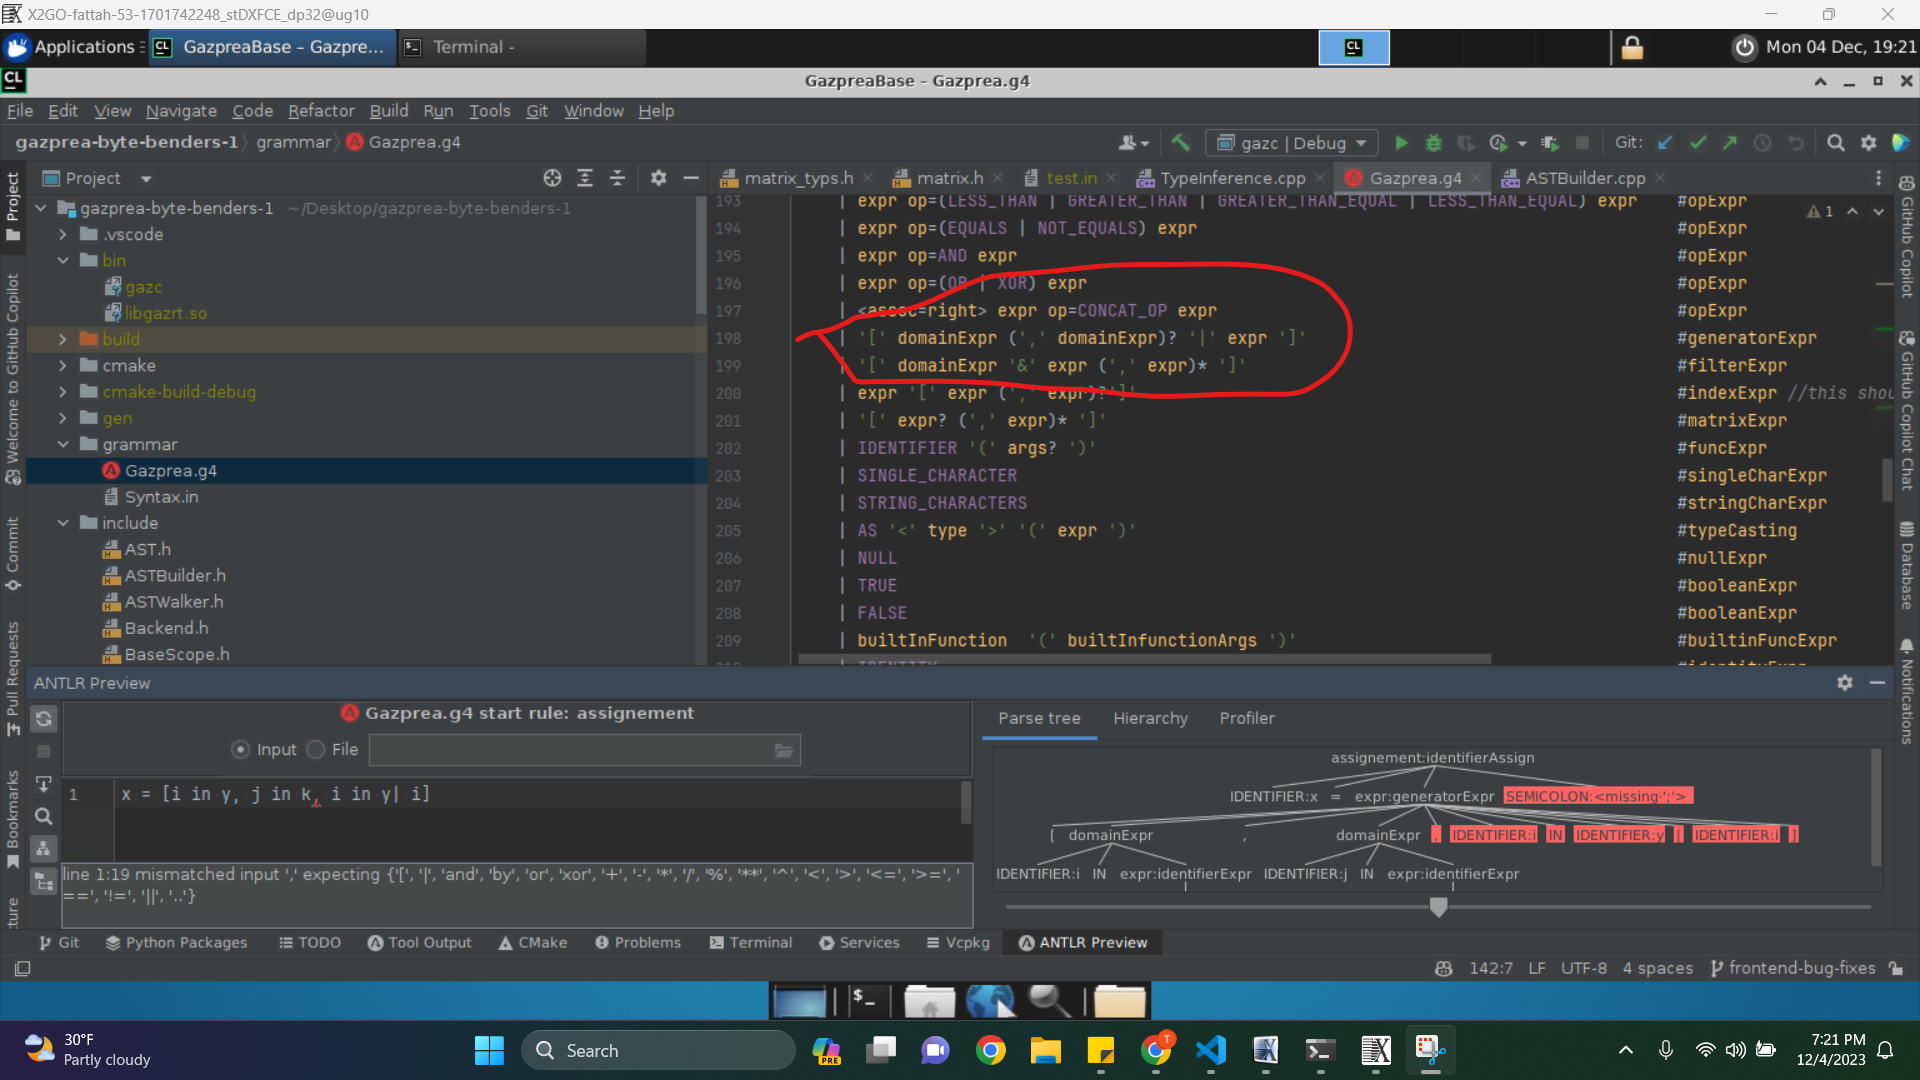 X2GO-fattah-53-1701742248_stDXFCE_dp32@ug10
Applications GazpreaBase – Gazpre... Terminal - Mon 04 Dec, 19:21
GazpreaBase – Gazprea.g4
File Edit View Navigate Code Refactor Build Run Tools Git Window Help
gazprea-byte-benders-1 grammar Gazprea.g4 gazc | Debug Git:
Project matrix_typs.h matrix.h test.in TypeInference.cpp Gazprea.g4 ASTBuilder.cpp
gazprea-byte-benders-1 ~/Desktop/gazprea-byte-benders-1
.vscode
bin
gazc
libgazrt.so
build
cmake
cmake-build-debug
gen
grammar
Gazprea.g4
Syntax.in
include
AST.h
ASTBuilder.h
ASTWalker.h
Backend.h
BaseScope.h
193 | expr op=(LESS_THAN | GREATER_THAN | GREATER_THAN_EQUAL | LESS_THAN_EQUAL) expr #opExpr
194 | expr op=(EQUALS | NOT_EQUALS) expr #opExpr
195 | expr op=AND expr #opExpr
196 | expr op=(OR | XOR) expr #opExpr
197 | <assoc=right> expr op=CONCAT_OP expr #opExpr
198 | '[' domainExpr (',' domainExpr)? '|' expr ']' #generatorExpr
199 | '[' domainExpr '&' expr (',' expr)* ']' #filterExpr
200 | expr '[' expr (',' expr)?']' #indexExpr //this shou
201 | '[' expr? (',' expr)* ']' #matrixExpr
202 | IDENTIFIER '(' args? ')' #funcExpr
203 | SINGLE_CHARACTER #singleCharExpr
204 | STRING_CHARACTERS #stringCharExpr
205 | AS '<' type '>' '(' expr ')' #typeCasting
206 | NULL #nullExpr
207 | TRUE #booleanExpr
208 | FALSE #booleanExpr
209 | builtInFunction '(' builtInfunctionArgs ')' #builtinFuncExpr
1
Project
Welcome to GitHub Copilot
Commit
Pull Requests
Bookmarks
GitHub Copilot
GitHub Copilot Chat
Database
Notifications
ANTLR Preview
Gazprea.g4 start rule: assignement
Input File
1 x = [i in y, j in k, i in y| i]
line 1:19 mismatched input ',' expecting {'[', '|', 'and', 'by', 'or', 'xor', '+', '-', '*', '/', '%', '**', '^', '<', '>', '<=', '>=', '
==', '!=', '||', '..'}
Parse tree Hierarchy Profiler
assignement:identifierAssign
IDENTIFIER:x = expr:generatorExpr SEMICOLON:<missing ';'>
[ domainExpr , domainExpr , IDENTIFIER:i IN IDENTIFIER:y | IDENTIFIER:i ]
IDENTIFIER:i IN expr:identifierExpr IDENTIFIER:j IN expr:identifierExpr
Git Python Packages TODO Tool Output CMake Problems Terminal Services Vcpkg ANTLR Preview
142:7 LF UTF-8 4 spaces frontend-bug-fixes
30°F
Partly cloudy
Search
PRE
7:21 PM
12/4/2023